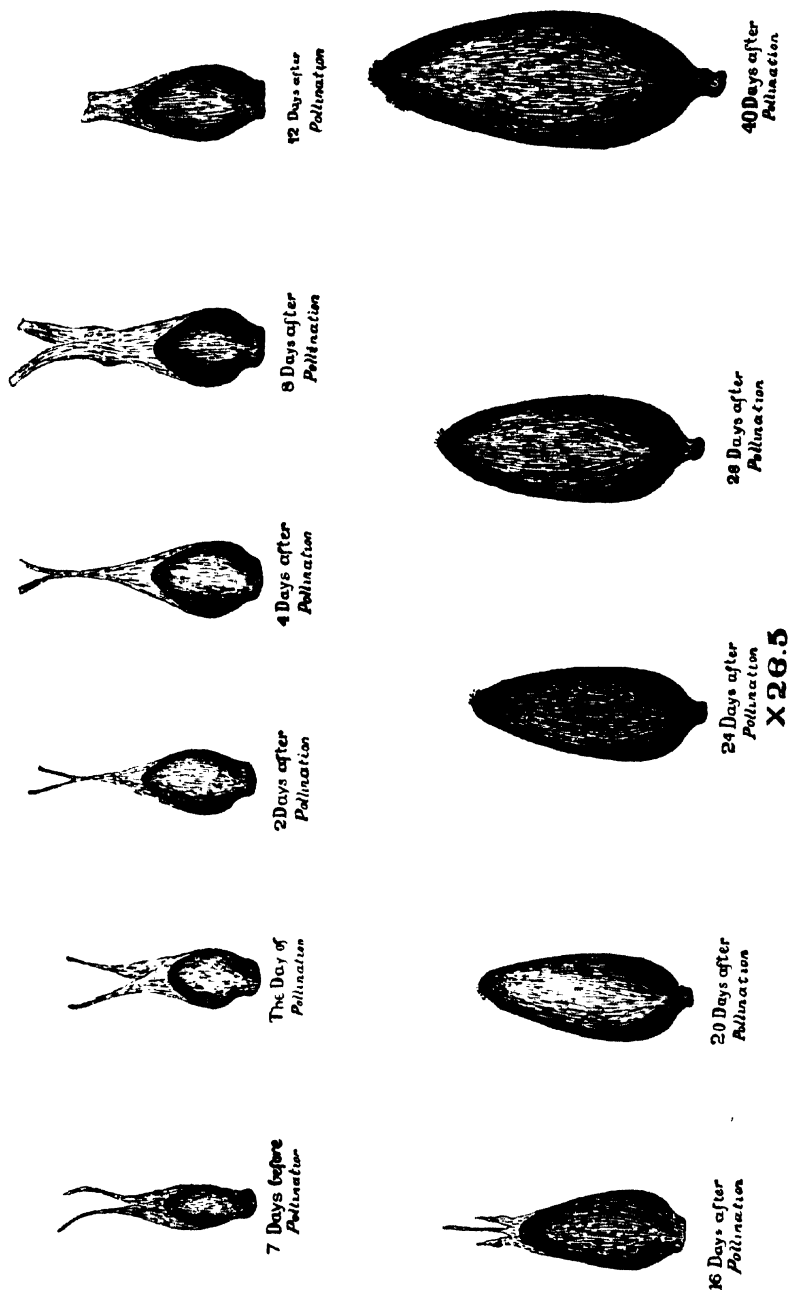 7 Days before
Pollination
The Day of
Pollination
2 Days after
Pollination
4 Days after
Pollination
8 Days after
Pollination
12 Days after
Pollination
16 Days after
Pollination
20 Days after
Pollination
24 Days after
Pollination
X26.5
28 Days after
Pollination
40 Days after
Pollination